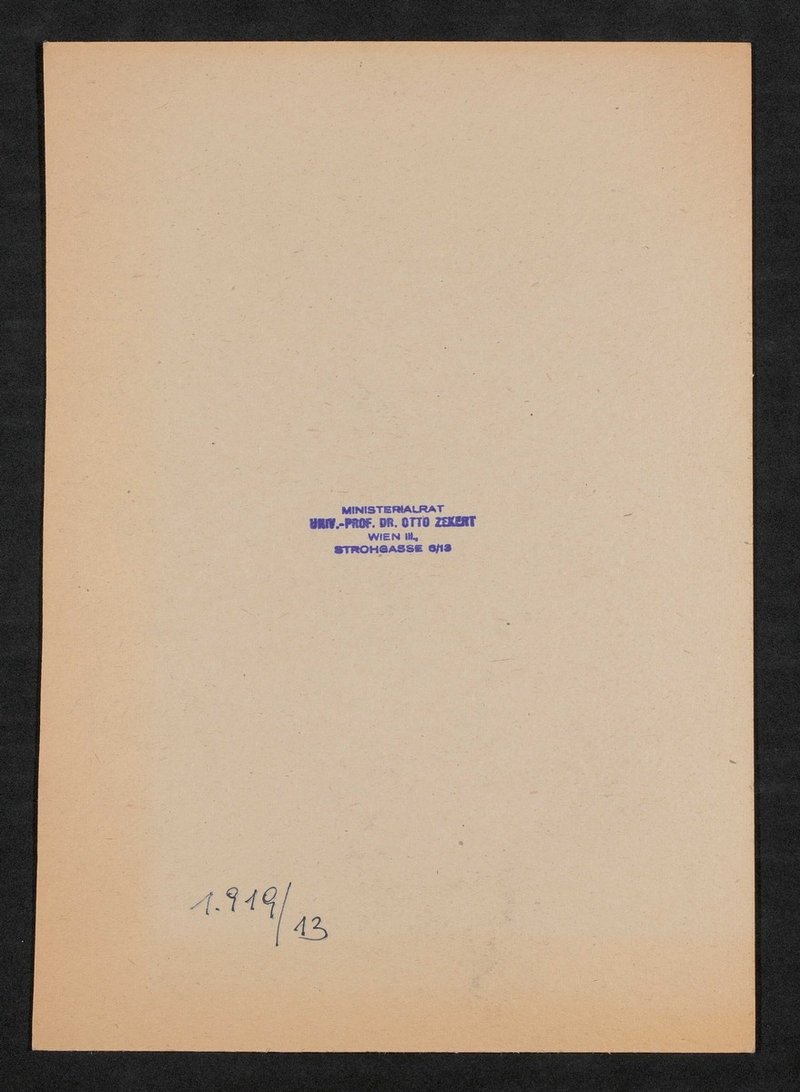 MINISTERIALRAT
UNIV.-PROF. DR. OTTO ZEKERT
WIEN III.,
STROHGASSE 6/13
1.919/13